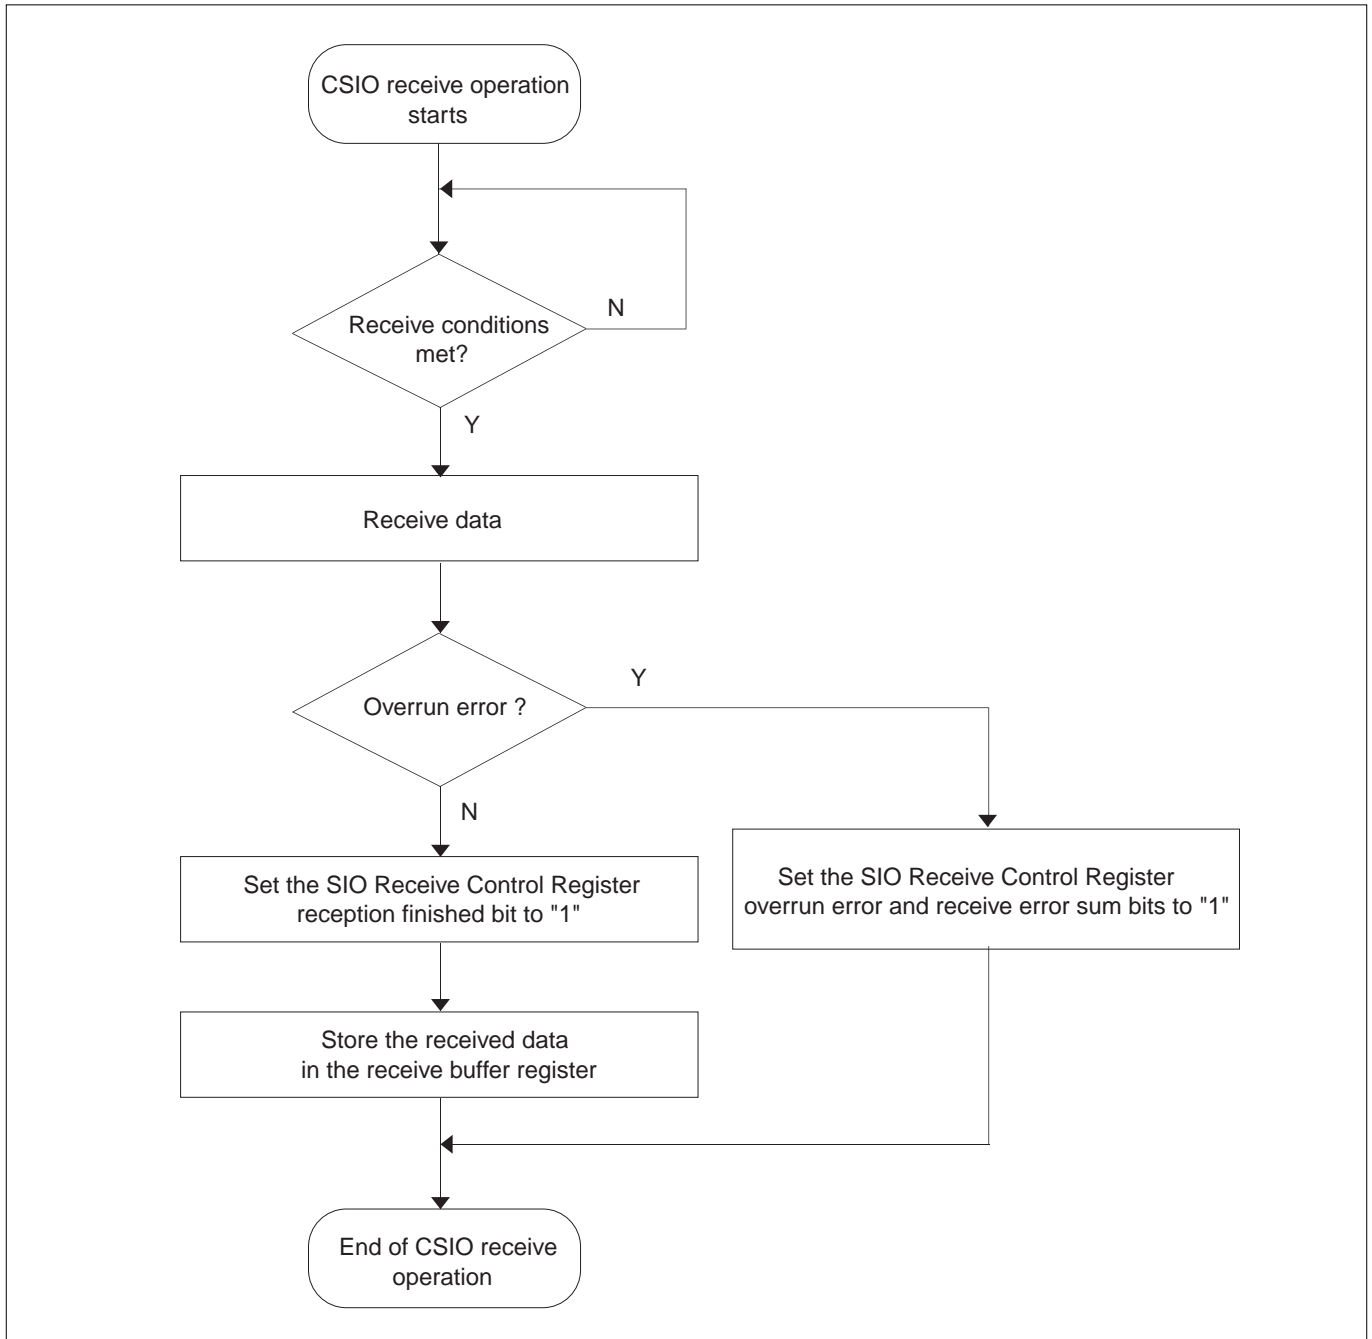 CSIO receive operation
starts
N
Receive conditions
met?
Y
Receive data
Y
Overrun error ?
N
Set the SIO Receive Control Register
reception finished bit to "1"
Set the SIO Receive Control Register
overrun error and receive error sum bits to "1"
Store the received data
in the receive buffer register
End of CSIO receive
operation